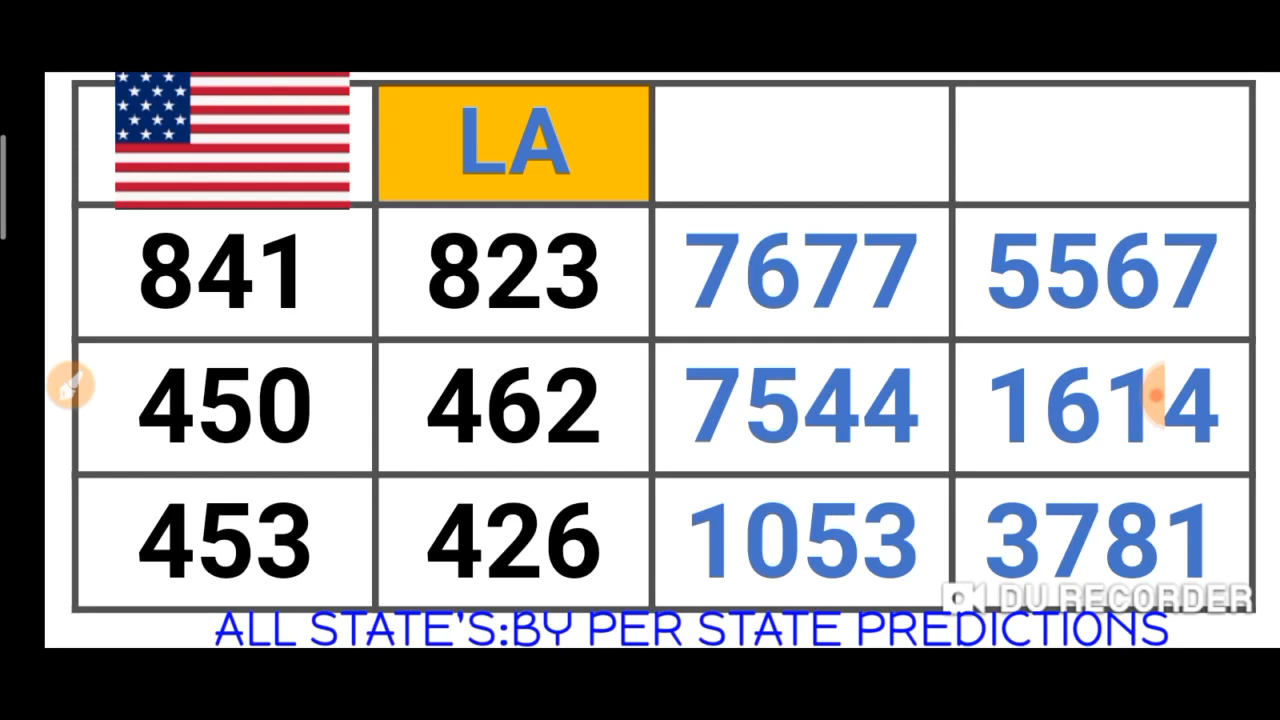 LA
841 823 7677 5567
450 462 7544 1614
453 426 1053 3781
DU RECORDER
ALL STATE'S:BY PER STATE PREDICTIONS